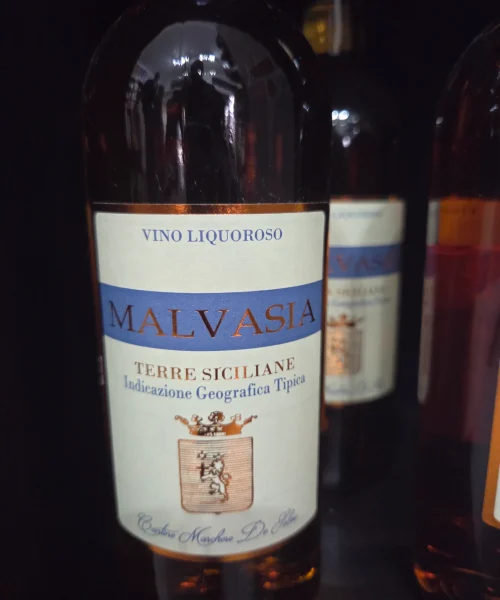 VINO LIQUOROSO
MALVASIA
TERRE SICILIANE
Indicazione Geografica Tipica